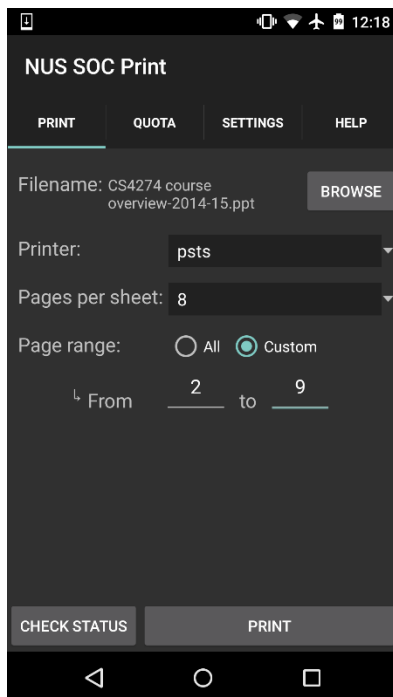 99 12:18
NUS SOC Print
PRINT QUOTA SETTINGS HELP
Filename: CS4274 course
overview-2014-15.ppt
BROWSE
Printer: psts
Pages per sheet: 8
Page range: All Custom
From 2 to 9
CHECK STATUS PRINT